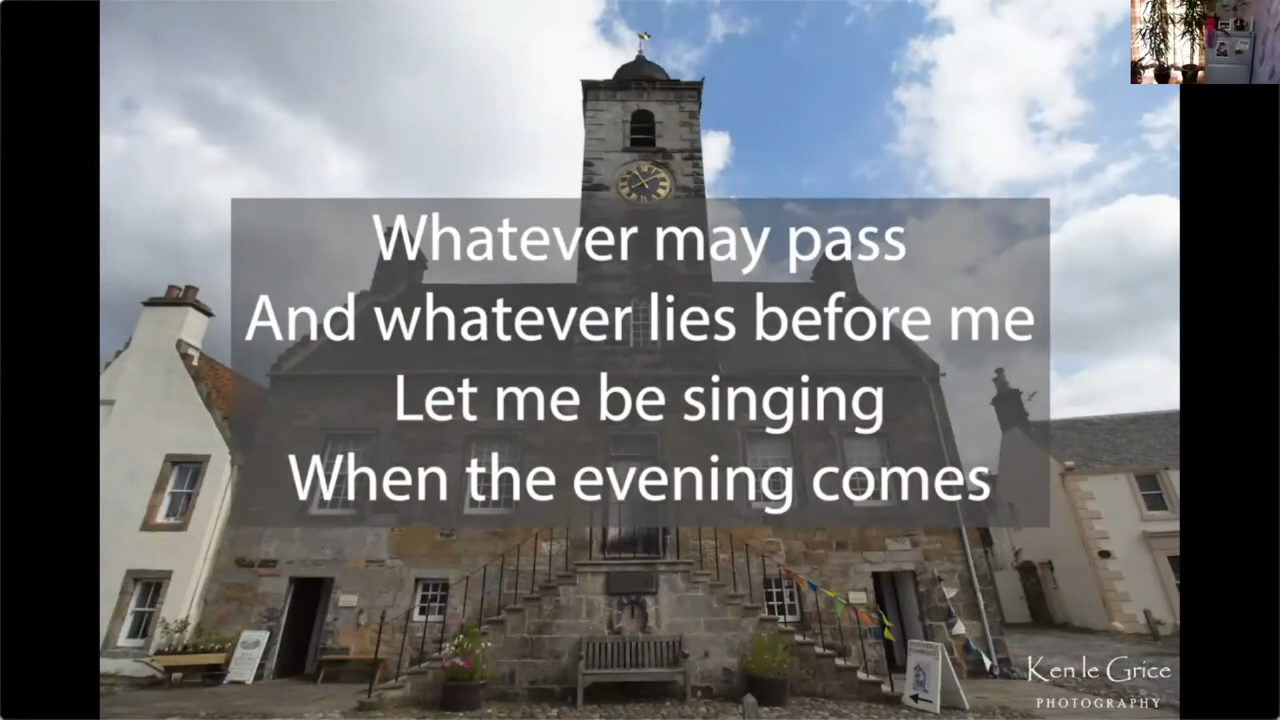 Whatever may pass
And whatever lies before me
Let me be singing
When the evening comes
Ken le Grice
PHOTOGRAPHY